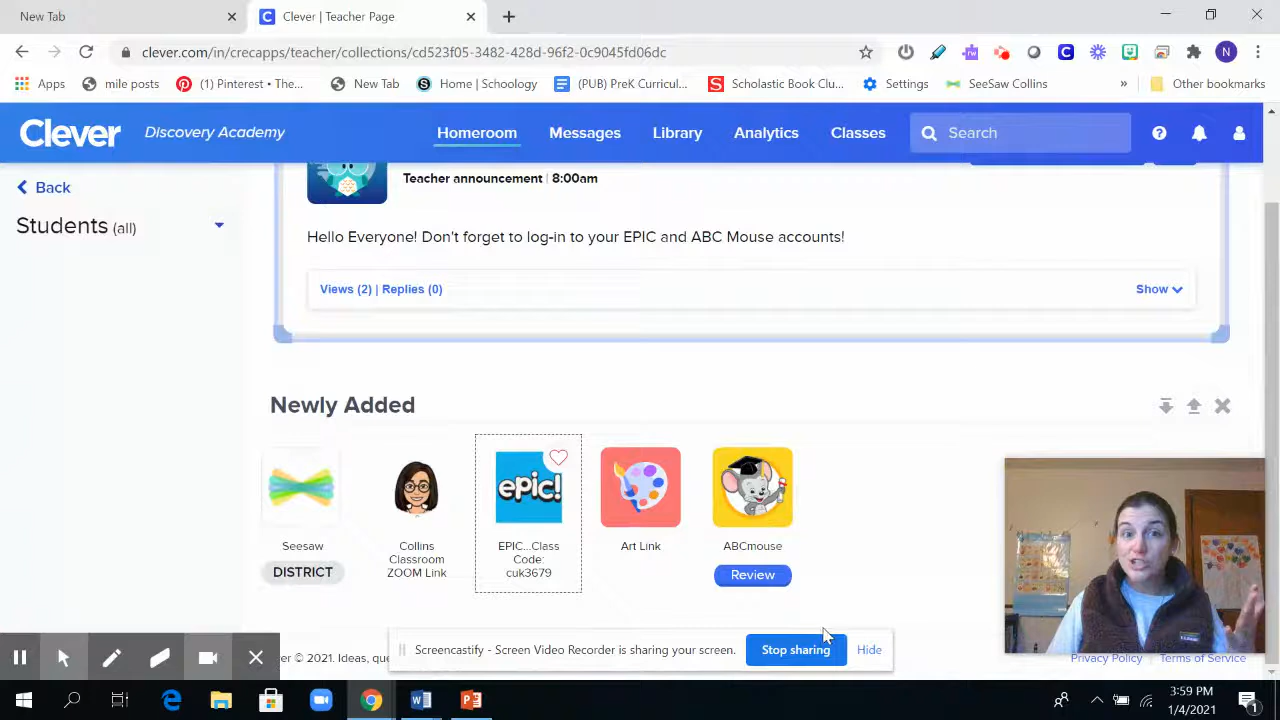 New Tab
Clever | Teacher Page
clever.com/in/crecapps/teacher/collections/cd523f05-3482-438d-96f2-0c9045fd06dc
N
Apps
mile posts
(1) Pinterest • The...
New Tab
Home | Schoology
(PUB) PreK Curricul...
Scholastic Book Clu...
Settings
SeeSaw Collins
»
Other bookmarks
Clever
Discovery Academy
Homeroom
Messages
Library
Analytics
Classes
Search
Back
Teacher announcement | 8:00am
Students (all)
Hello Everyone! Don't forget to log-in to your EPIC and ABC Mouse accounts!
Views (2) | Replies (0)
Show
Newly Added
epic!
Seesaw
DISTRICT
Collins
Classroom
ZOOM Link
EPIC...Class
Code:
cuk3679
Art Link
ABCmouse
Review
Screencastify - Screen Video Recorder is sharing your screen.
Stop sharing
Hide
© 2021. Ideas,
Privacy Policy
Terms of Service
3:59 PM
1/4/2021
1